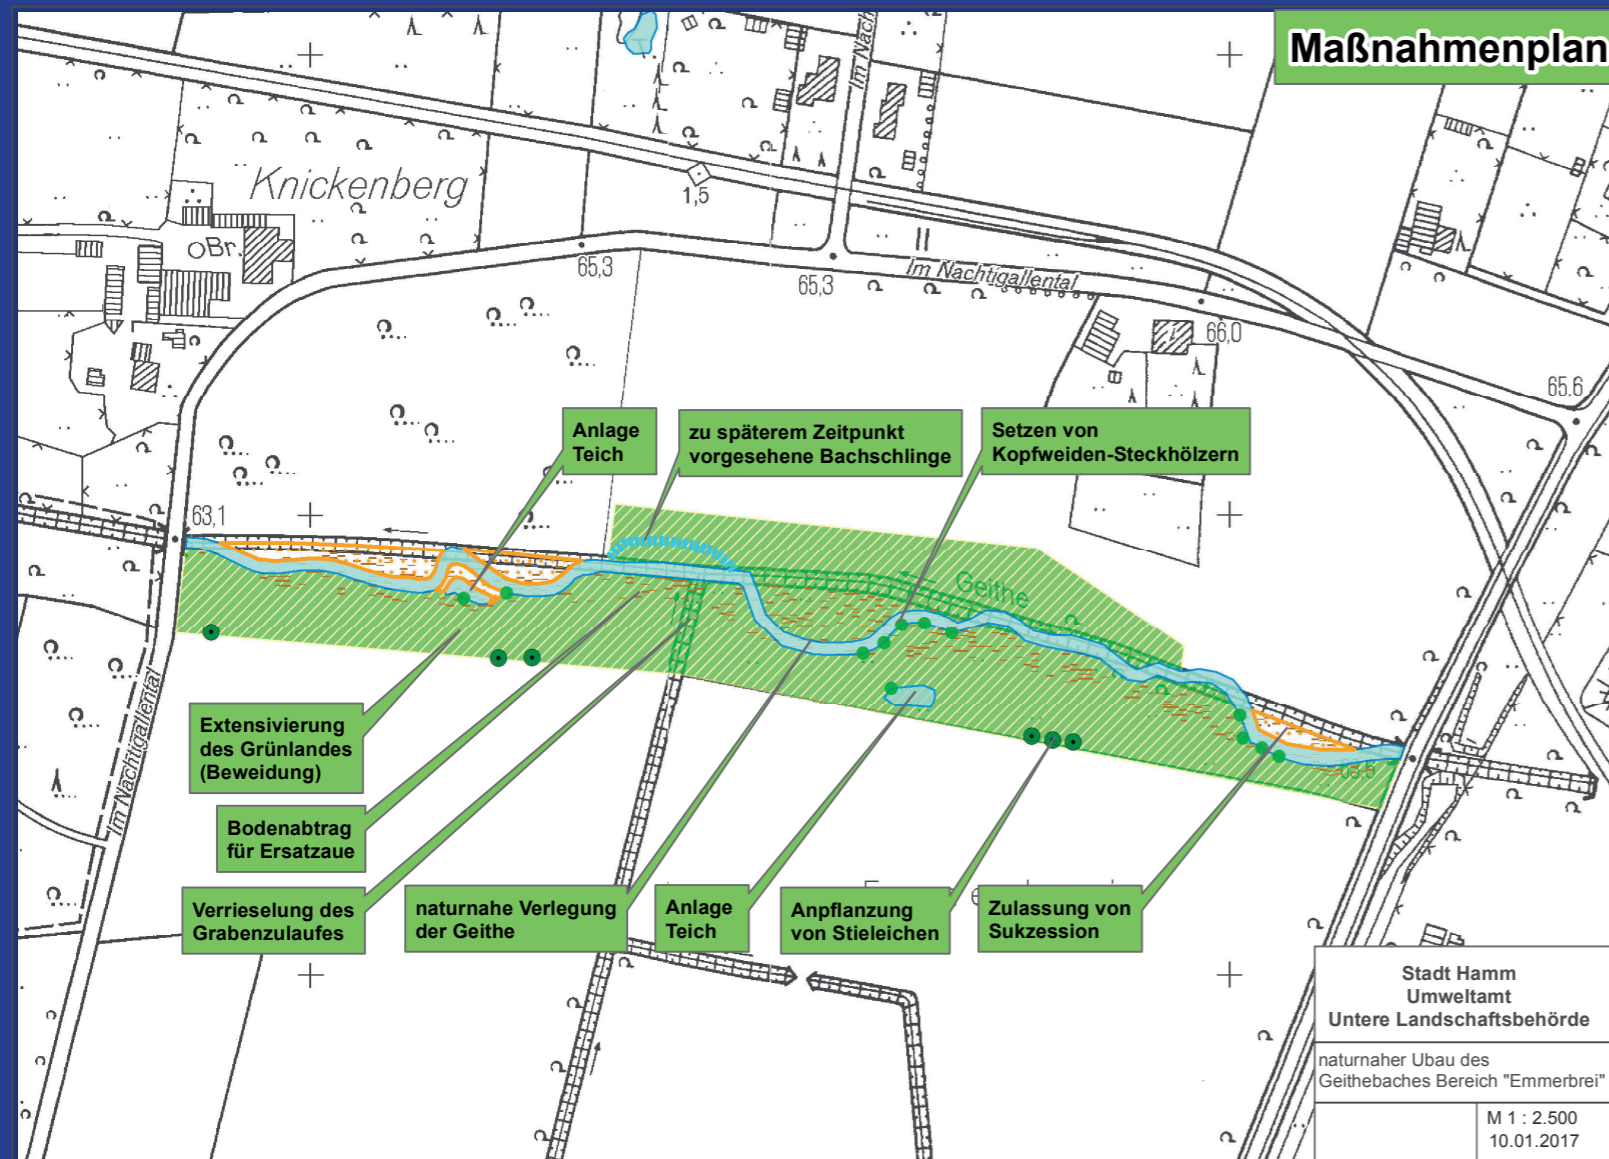 Maßnahmenplan
Im Nach
Knickenberg
Br.
1,5
65,3
65,3
Im Nachtigallental
66,0
65,6
63,1
Anlage
Teich
zu späterem Zeitpunkt
vorgesehene Bachschlinge
Setzen von
Kopfweiden-Steckhölzern
Geithe
Im Nachtigallental
Extensivierung
des Grünlandes
(Beweidung)
Bodenabtrag
für Ersatzaue
Verrieselung des
Grabenzulaufes
naturnahe Verlegung
der Geithe
Anlage
Teich
Anpflanzung
von Stieleichen
Zulassung von
Sukzession
Stadt Hamm
Umweltamt
Untere Landschaftsbehörde
naturnaher Ubau des
Geithebaches Bereich "Emmerbrei"
M 1 : 2.500
10.01.2017